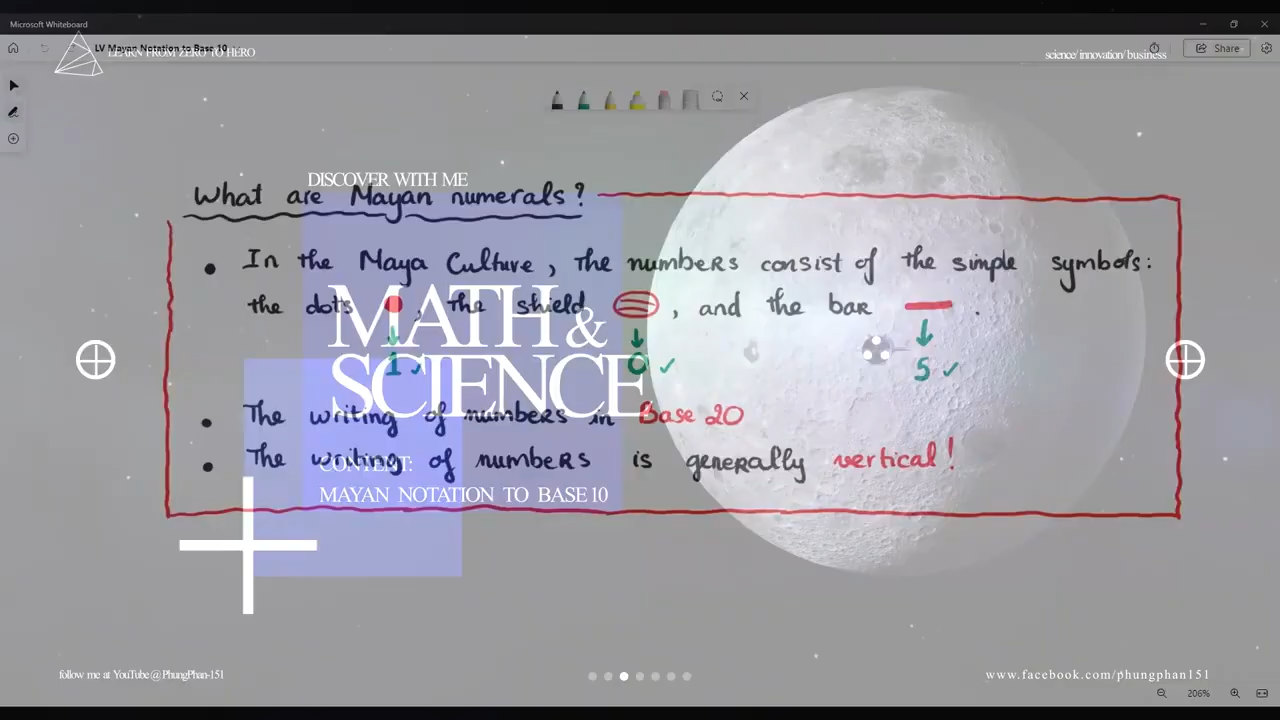 Microsoft Whiteboard
LV Mayan Notation to Base 10
Share
LEARN FROM ZERO TO HERO
science/innovation/business
DISCOVER WITH ME
What are Mayan numerals?
• In the Maya Culture, the numbers consist of the simple symbols:
the dots , the shield , and the bar .
1 ✓ 0 ✓ 5 ✓
MATH &
SCIENCE
• The writing of numbers in Base 20
• The writing of numbers is generally vertical!
CONTENT:
MAYAN NOTATION TO BASE 10
follow me at YouTube@PhungPhan-151
www.facebook.com/phungphan151
206%